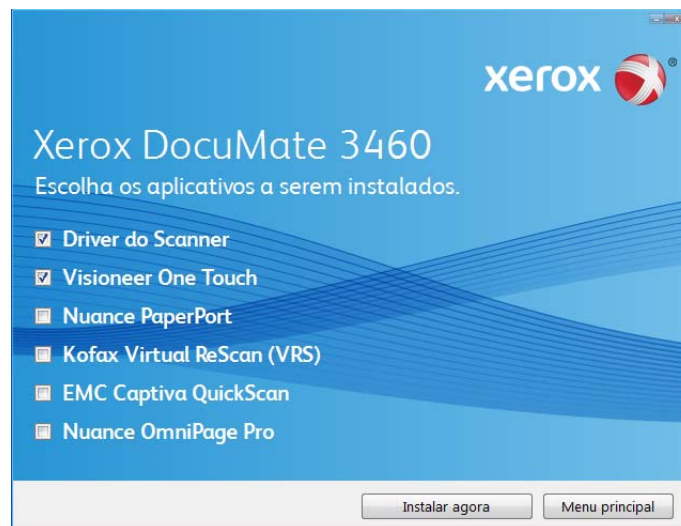 xerox ®
Xerox DocuMate 3460
Escolha os aplicativos a serem instalados.
Driver do Scanner
Visioneer One Touch
Nuance PaperPort
Kofax Virtual ReScan (VRS)
EMC Captiva QuickScan
Nuance OmniPage Pro
Instalar agora
Menu principal